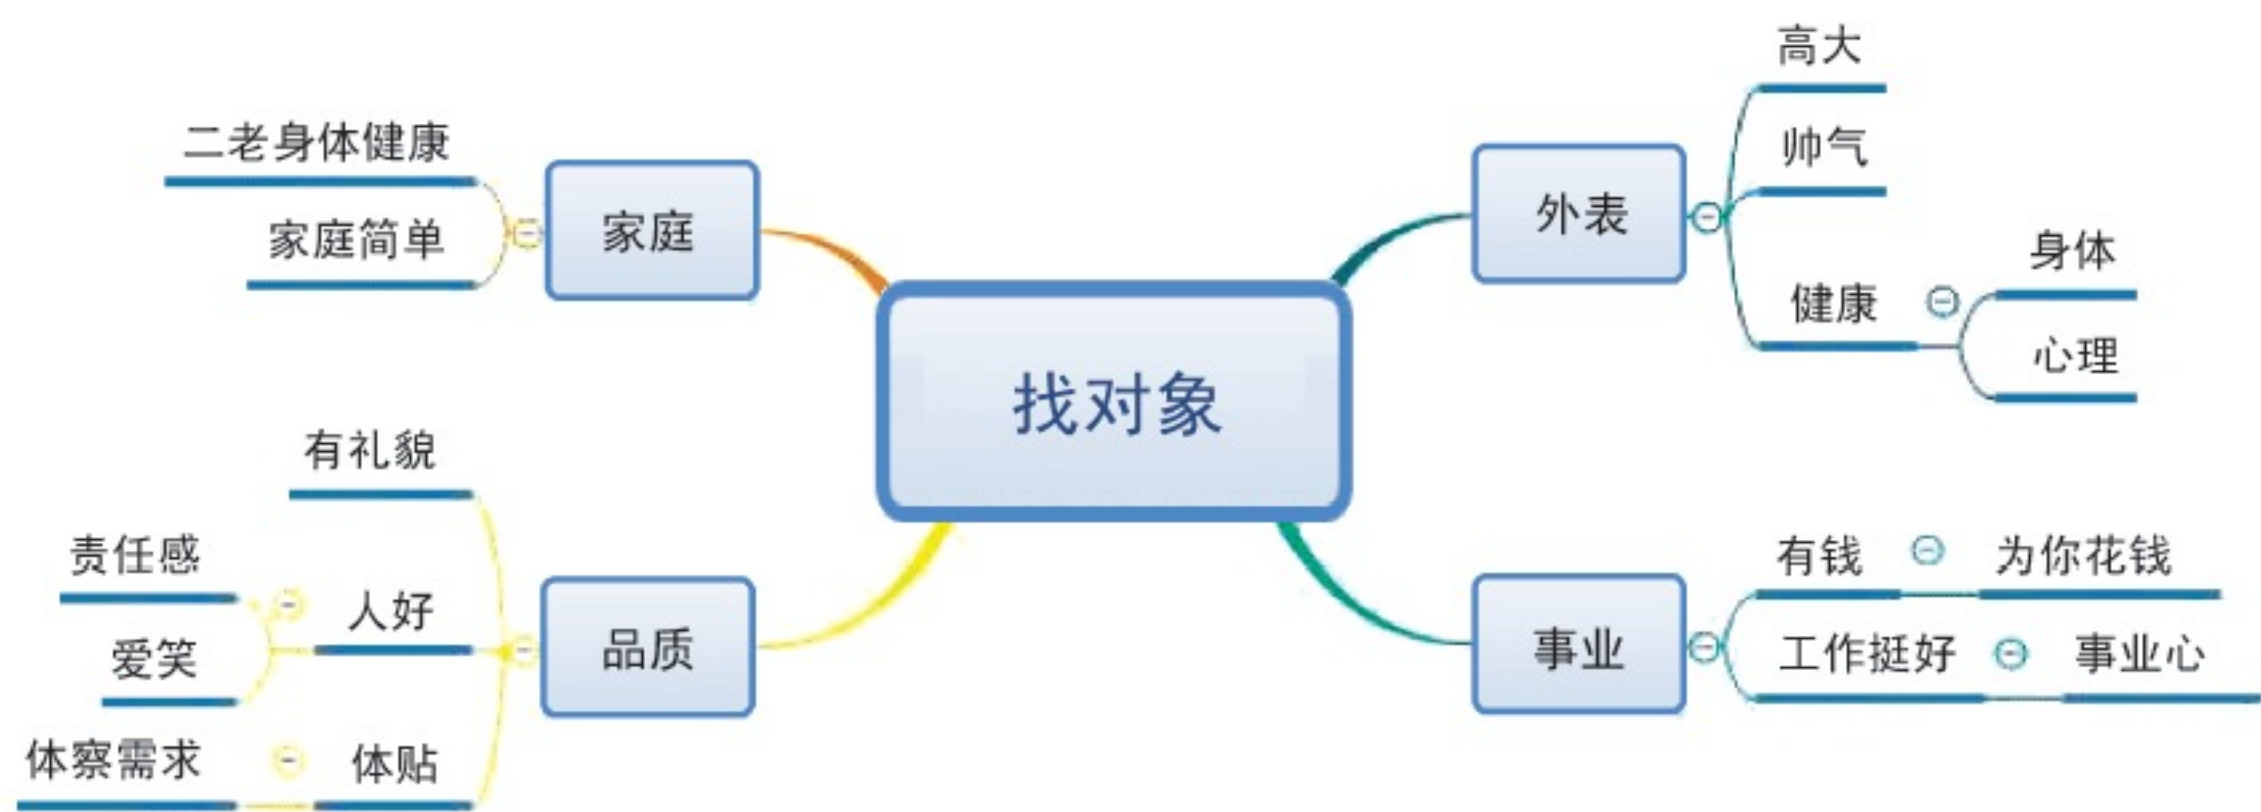 找对象
外表
高大
帅气
健康
身体
心理
事业
有钱
为你花钱
工作挺好
事业心
家庭
二老身体健康
家庭简单
品质
有礼貌
人好
责任感
爱笑
体贴
体察需求